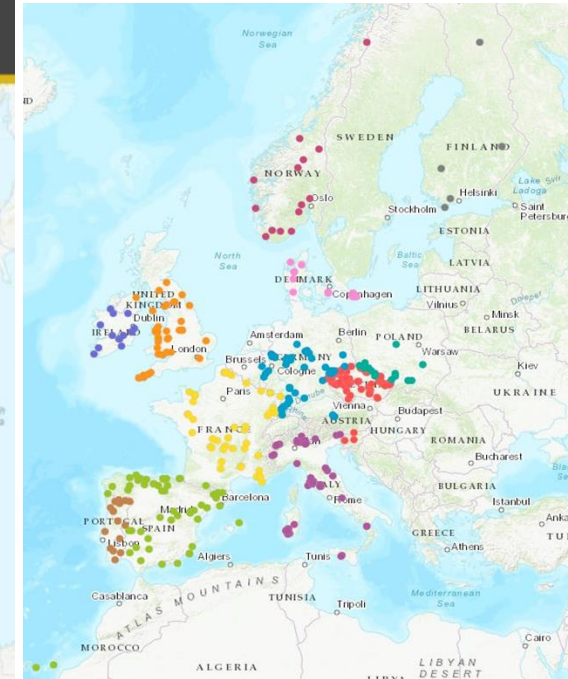 Norwegian
Sea
SWEDEN
FINLAND
NORWAY
Oslo
Helsinki
Stockholm
Saint
Petersburg
ESTONIA
North
Sea
Baltic
Sea
LATVIA
DENMARK
Copenhagen
LITHUANIA
Vilnius
Minsk
UNITED
KINGDOM
Dublin
IRELAND
London
Amsterdam
Berlin
POLAND
BELARUS
Warsaw
Brussels
GERMANY
Cologne
Kiev
Paris
Danube
UKRAINE
Vienna
Budapest
FRANCE
AUSTRIA
HUNGARY
ROMANIA
Bucharest
ITALY
BULGARIA
Barcelona
Rome
Istanbul
Madrid
PORTUGAL
SPAIN
Lisbon
GREECE
Athens
Algiers
Tunis
Casablanca
ATLAS MOUNTAINS
TUNISIA
Mediterranean
Sea
Tripoli
MOROCCO
Cairo
ALGERIA
LIBYAN
DESERT